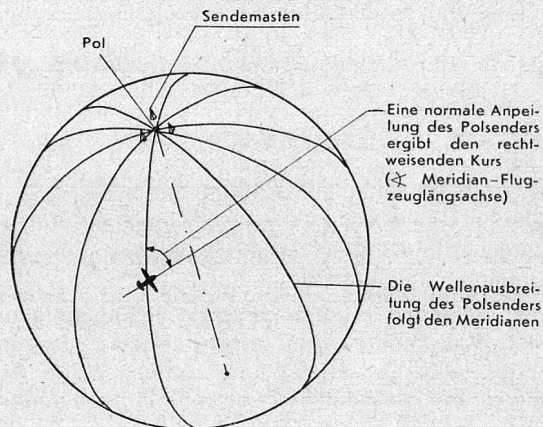 Sendemasten
Pol
Eine normale Anpei-
lung des Polsenders
ergibt den recht-
weisenden Kurs
(∢ Meridian-Flug-
zeuglängsachse)
Die Wellenausbrei-
tung des Polsenders
folgt den Meridianen